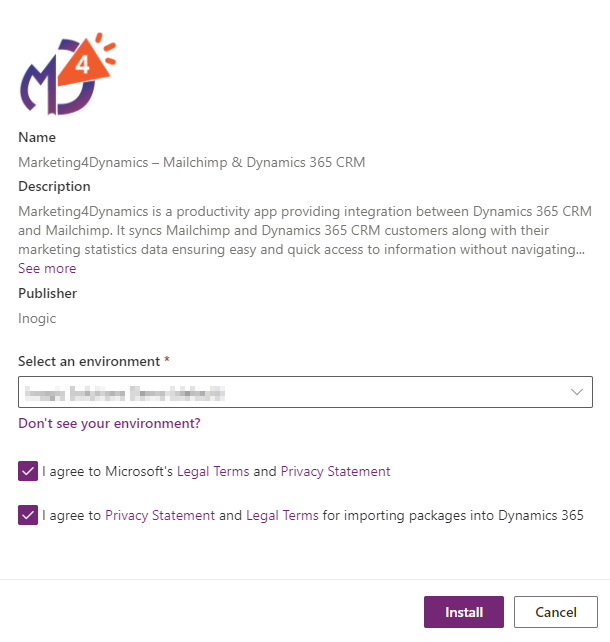 MD
4
Name
Marketing4Dynamics – Mailchimp & Dynamics 365 CRM
Description
Marketing4Dynamics is a productivity app providing integration between Dynamics 365 CRM
and Mailchimp. It syncs Mailchimp and Dynamics 365 CRM customers along with their
marketing statistics data ensuring easy and quick access to information without navigating...
See more
Publisher
Inogic
Select an environment *
Don't see your environment?
I agree to Microsoft's Legal Terms and Privacy Statement
I agree to Privacy Statement and Legal Terms for importing packages into Dynamics 365
Install Cancel